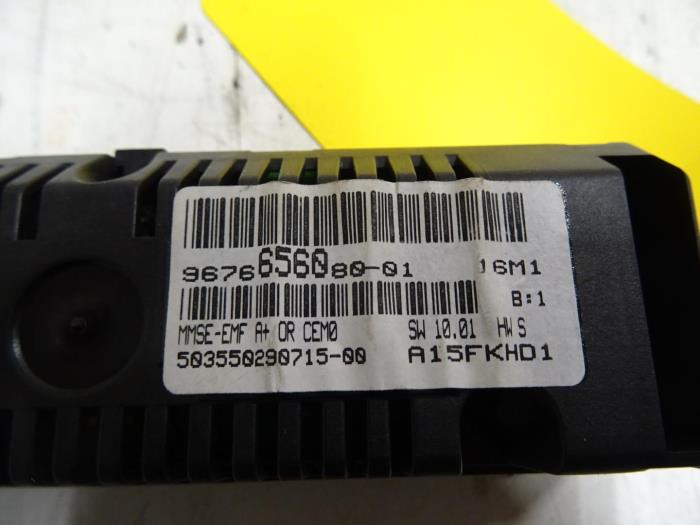 9676656080-01 16M1
B:1
MMSE-EMF A+ OR CEM0 SW 10.01 HW S
503550290715-00 A15FKHD1